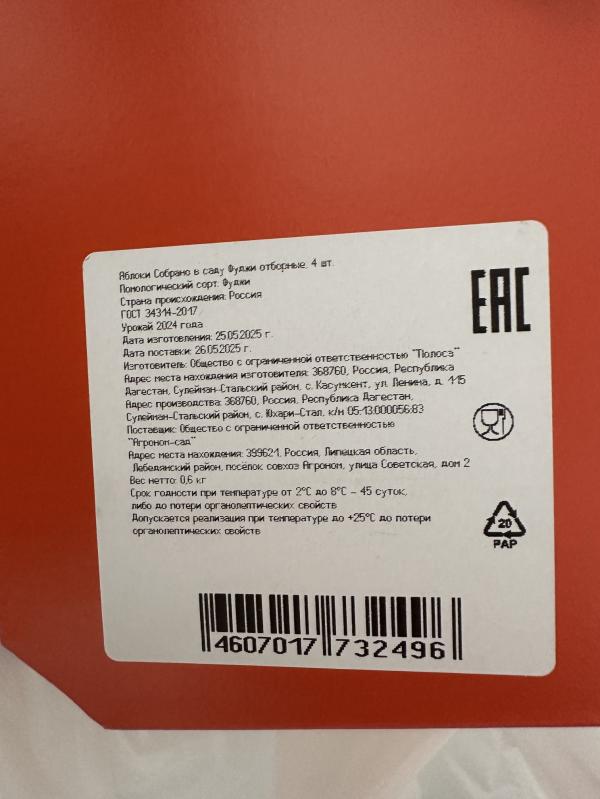 Яблоки Собрано в саду Фуджи отборные, 4 шт.
Помологический сорт: Фуджи
Страна происхождения: Россия
ГОСТ 34314-2017
Урожай 2024 года
Дата изготовления: 25.05.2025 г.
Дата поставки: 26.05.2025 г.
Изготовитель: Общество с ограниченной ответственностью "Полоса"
Адрес места нахождения изготовителя: 368760, Россия, Республика
Дагестан, Сулейман-Стальский район, с. Касумкент, ул. Ленина, д. 115
Адрес производства: 368760, Россия, Республика Дагестан,
Сулейман-Стальский район, с. Юхари-Стал, к/н 05:13:000056:83
Поставщик: Общество с ограниченной ответственностью
"Агроном-сад"
Адрес места нахождения: 399621, Россия, Липецкая область,
Лебедянский район, посёлок совхоз Агроном, улица Советская, дом 2
Вес нетто: 0,6 кг
Срок годности при температуре от 2°С до 8°С – 45 суток,
либо до потери органолептических свойств
Допускается реализация при температуре до +25°С до потери
органолептических свойств
EAC
20
PAP
4607017 732496